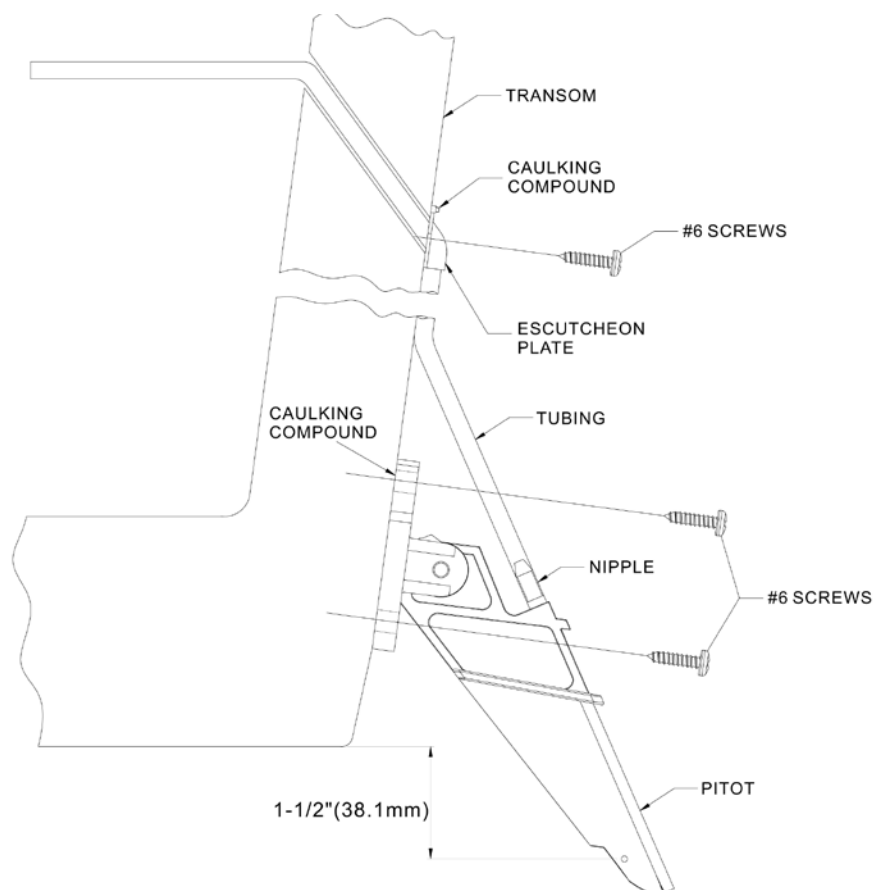 TRANSOM
CAULKING
COMPOUND
#6 SCREWS
ESCUTCHEON
PLATE
CAULKING
COMPOUND
TUBING
NIPPLE
#6 SCREWS
PITOT
1-1/2"(38.1mm)